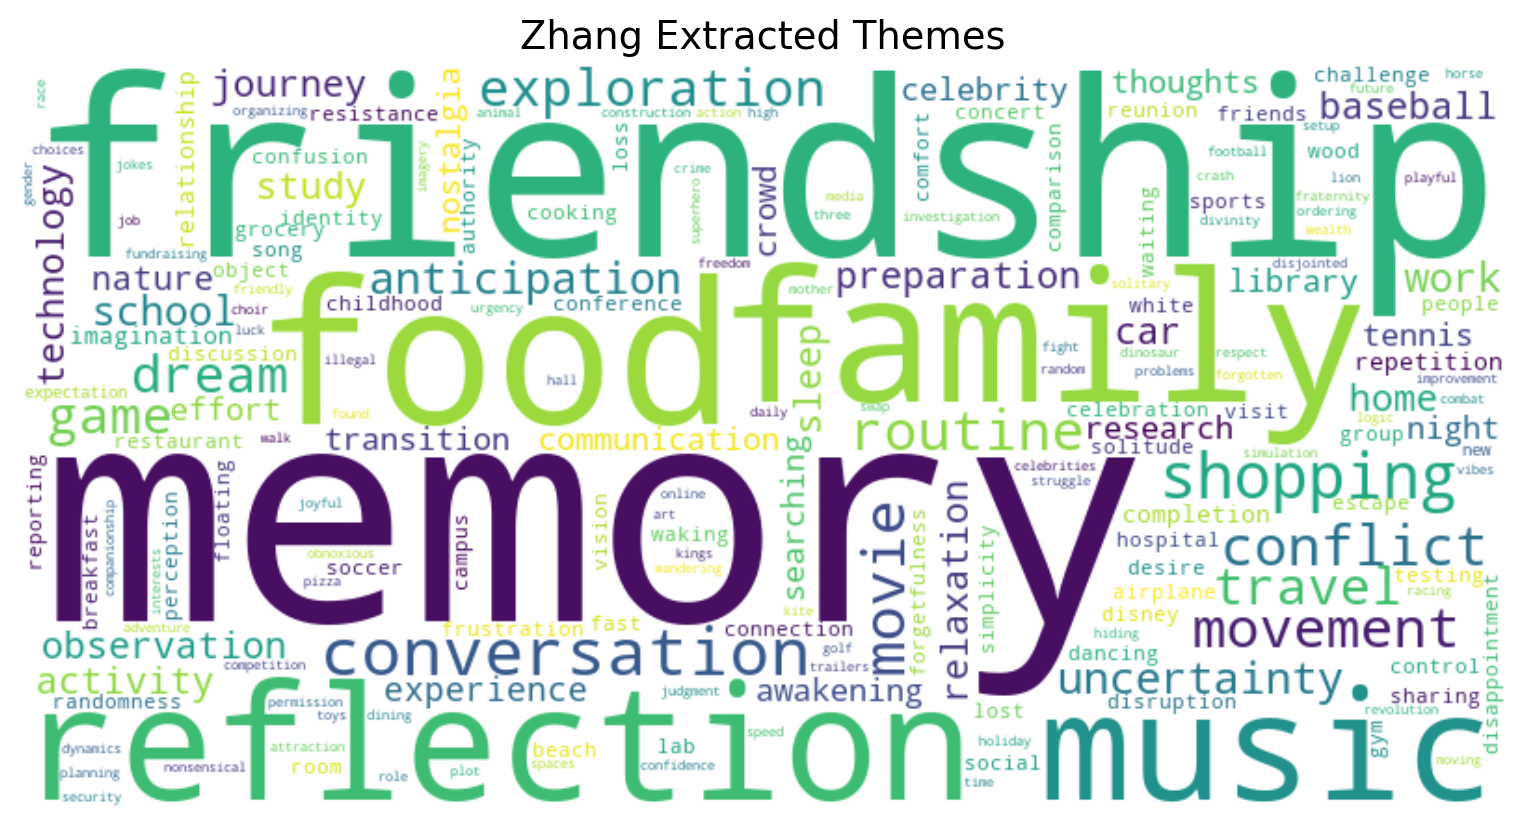 Zhang Extracted Themes
race
journey
organizing
resistance
relationship
nostalgia
exploration
animal
construction
action
high
celebrity
concert
thoughts
reunion
challenge
horse
future
friends
baseball
friendship
choices
gender
jokes
confusion
study
identity
grocery
song
job
fundraising
technology
imagery
authority
cooking
loss
crime
superhero
crowd
media
three
comfort
investigation
comparison
waiting
setup
football
wood
crash
lion
playful
sports
fraternity
divinity
ordering
wealth
nature
object
friendly
school
choir
luck
imagination
discussion
expectation
dream
childhood
anticipation
urgency
conference
illegal
hall
freedom
mother
preparation
solitary
disjointed
library
work
people
white
car
food
family
sleep
fight
random
dinosaur
problems
respect
forgotten
tennis
repetition
improvement
game
effort
restaurant
walk
found
transition
communication
daily
swap
routine
celebration
visit
research
solitude
home
combat
logic
group
night
new
vibes
simulation
celebrities
struggle
shopping
escape
memory
reporting
breakfast
companionship
interests
perception
floating
joyful
obnoxious
soccer
pizza
campus
vision
online
art
waking
kings
wandering
searching
kite
movie
forgetfulness
relaxation
simplicity
completion
hospital
desire
conflict
travel
testing
racing
airplane
disney
movement
hiding
dancing
disappointment
adventure
observation
competition
activity
randomness
frustration
fast
connection
conversation
golf
trailers
experience
judgment
awakening
permission
toys
dining
uncertainty
disruption
control
sharing
revolution
lost
reflection
music
dynamics
planning
security
nonsensical
attraction
room
role
plot
beach
spaces
lab
confidence
speed
holiday
social
time
gym
moving